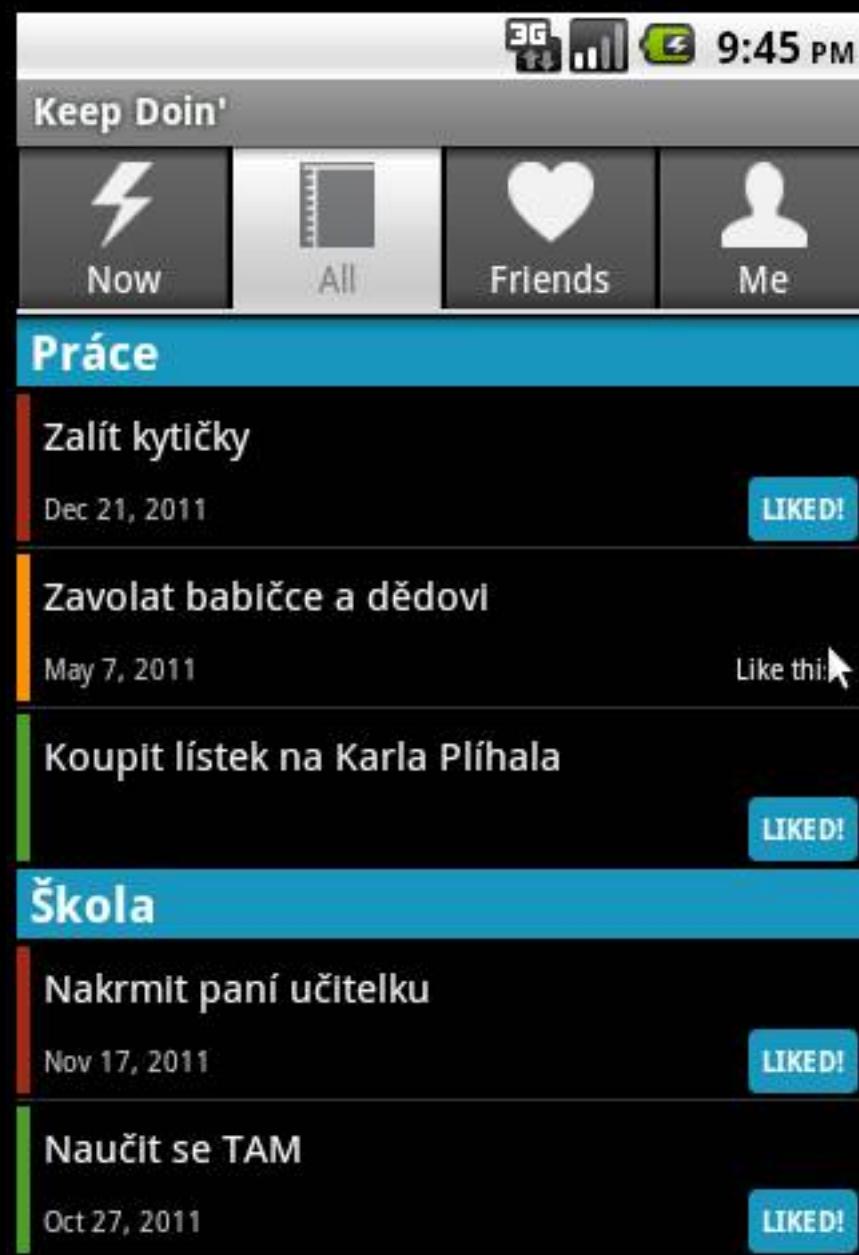 3G 9:45 PM
Keep Doin'
Now All Friends Me
Práce
Zalít kytičky
Dec 21, 2011 LIKED!
Zavolat babičce a dědovi
May 7, 2011 Like
Koupit lístek na Karla Plíhala
LIKED!
Škola
Nakrmit paní učitelku
Nov 17, 2011 LIKED!
Naučit se TAM
Oct 27, 2011 LIKED!